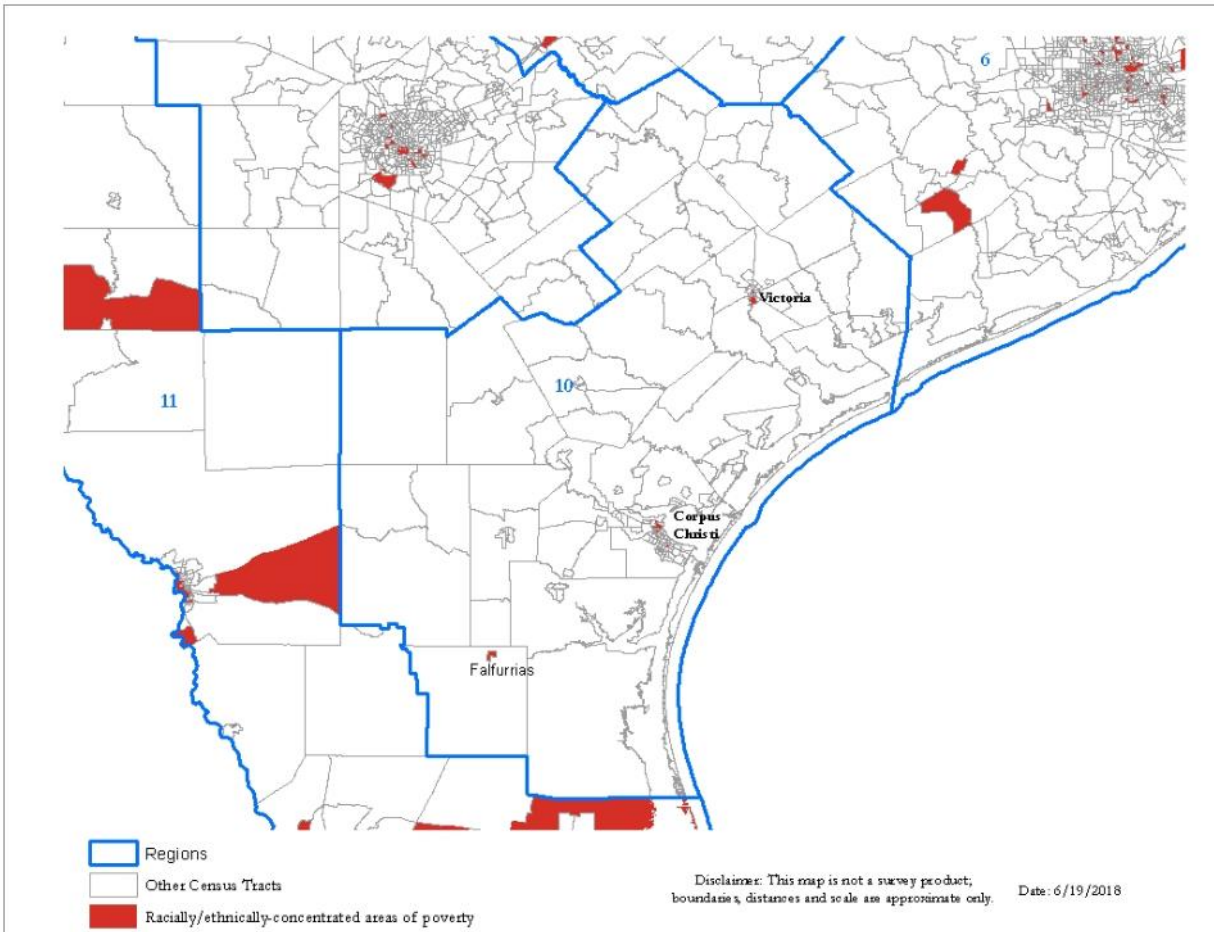 6
Victoria
10
11
Corpus
Christi
Falfurrias
Regions
Other Census Tracts
Racially/ethnically-concentrated areas of poverty
Disclaimer: This map is not a survey product;
boundaries, distances and scale are approximate only.
Date: 6/19/2018